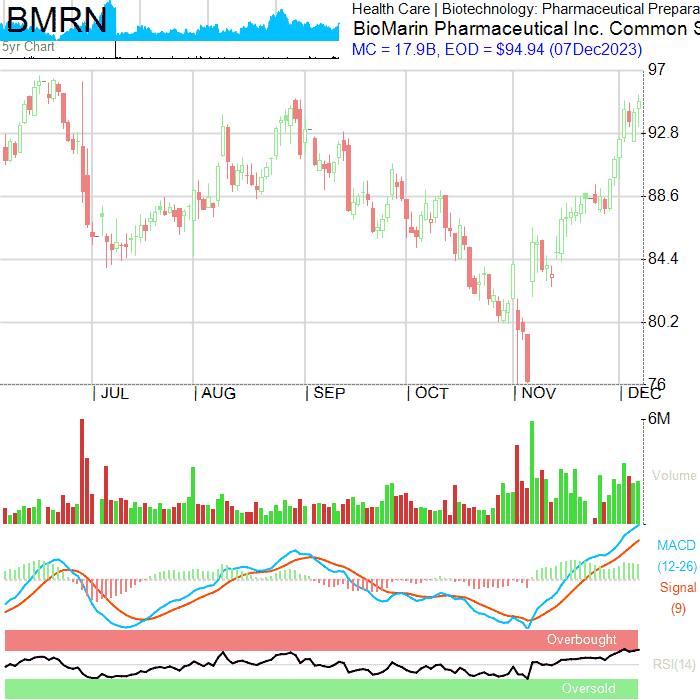 BMRN
5yr Chart
Health Care | Biotechnology: Pharmaceutical Prepara
BioMarin Pharmaceutical Inc. Common S
MC = 17.9B, EOD = $94.94 (07Dec2023)
97
92.8
88.6
84.4
80.2
76
JUL AUG SEP OCT NOV DEC
6M
Volume
MACD
(12-26)
Signal
(9)
Overbought
RSI(14)
Oversold